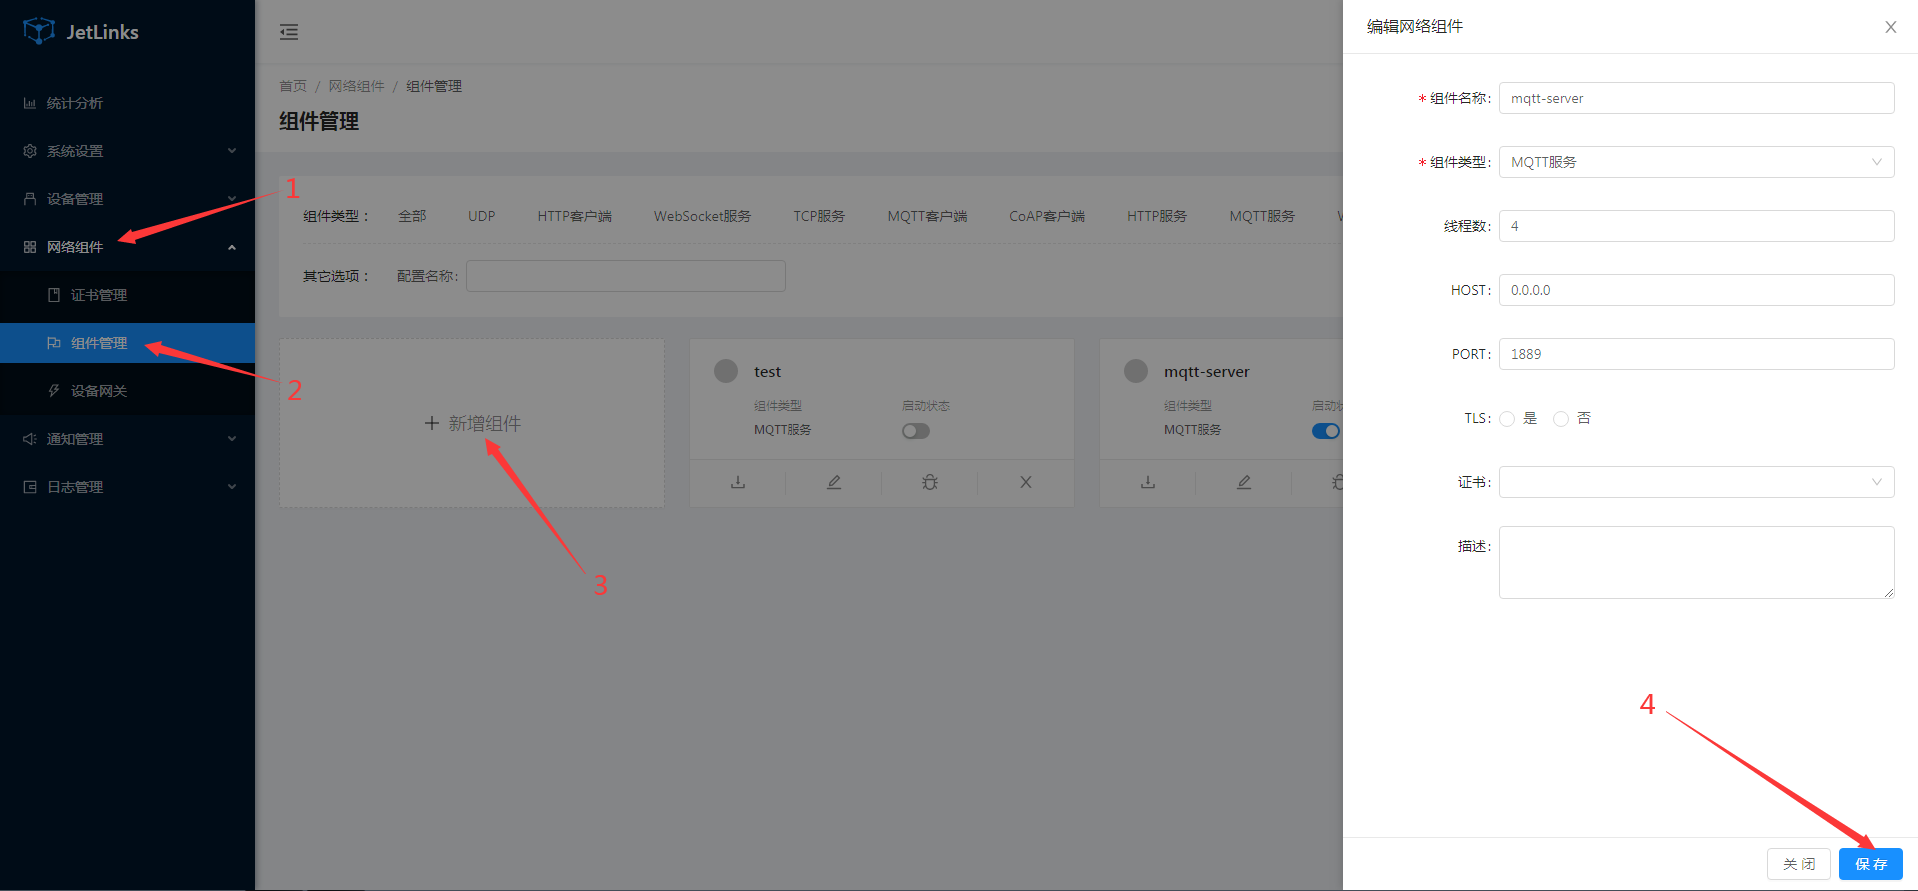 JetLinks
统计分析
系统设置
设备管理
网络组件
证书管理
组件管理
设备网关
通知管理
日志管理
1
2
首页 / 网络组件 / 组件管理
组件管理
组件类型： 全部 UDP HTTP客户端 WebSocket服务 TCP服务 MQTT客户端 CoAP客户端 HTTP服务 MQTT服务
其它选项： 配置名称:
+ 新增组件
3
test
组件类型 启动状态
MQTT服务
mqtt-server
组件类型 启动
MQTT服务
编辑网络组件
* 组件名称: mqtt-server
* 组件类型: MQTT服务
线程数: 4
HOST: 0.0.0.0
PORT: 1889
TLS: 是 否
证书:
描述:
4
关 闭 保 存